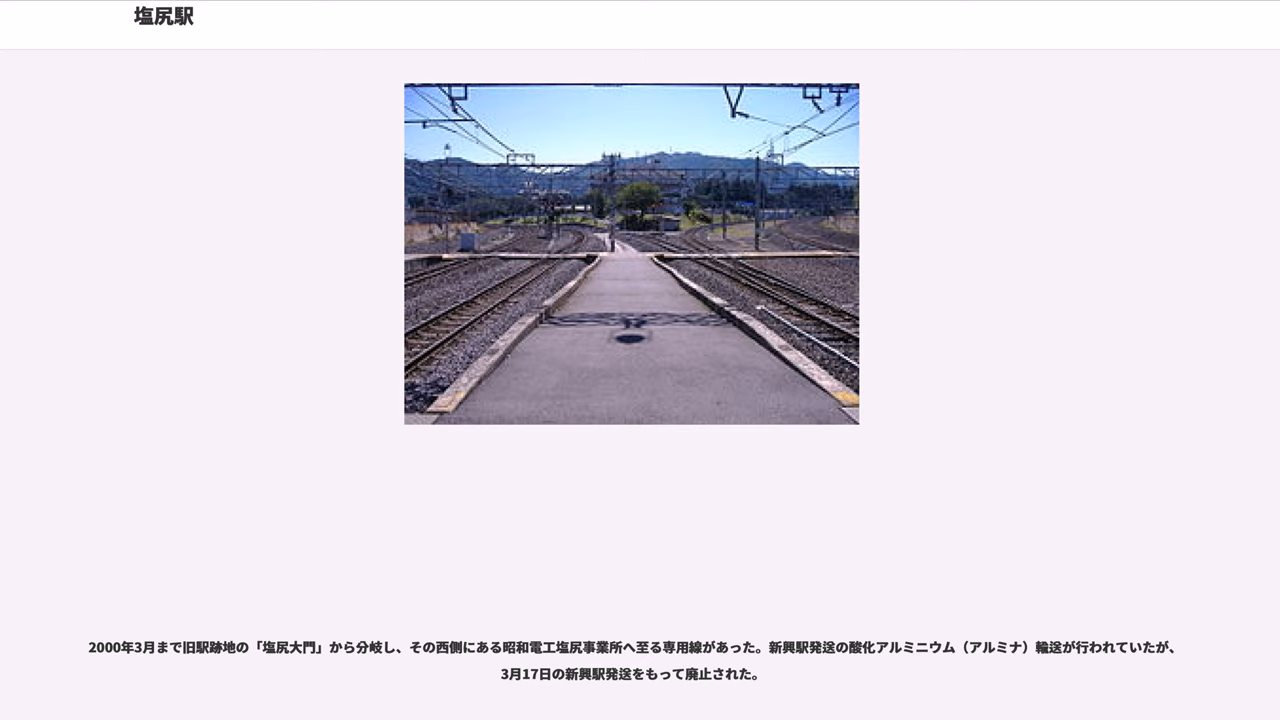 塩尻駅
2000年3月まで旧駅跡地の「塩尻大門」から分岐し、その西側にある昭和電工塩尻事業所へ至る専用線があった。新興駅発送の酸化アルミニウム（アルミナ）輸送が行われていたが、
3月17日の新興駅発送をもって廃止された。